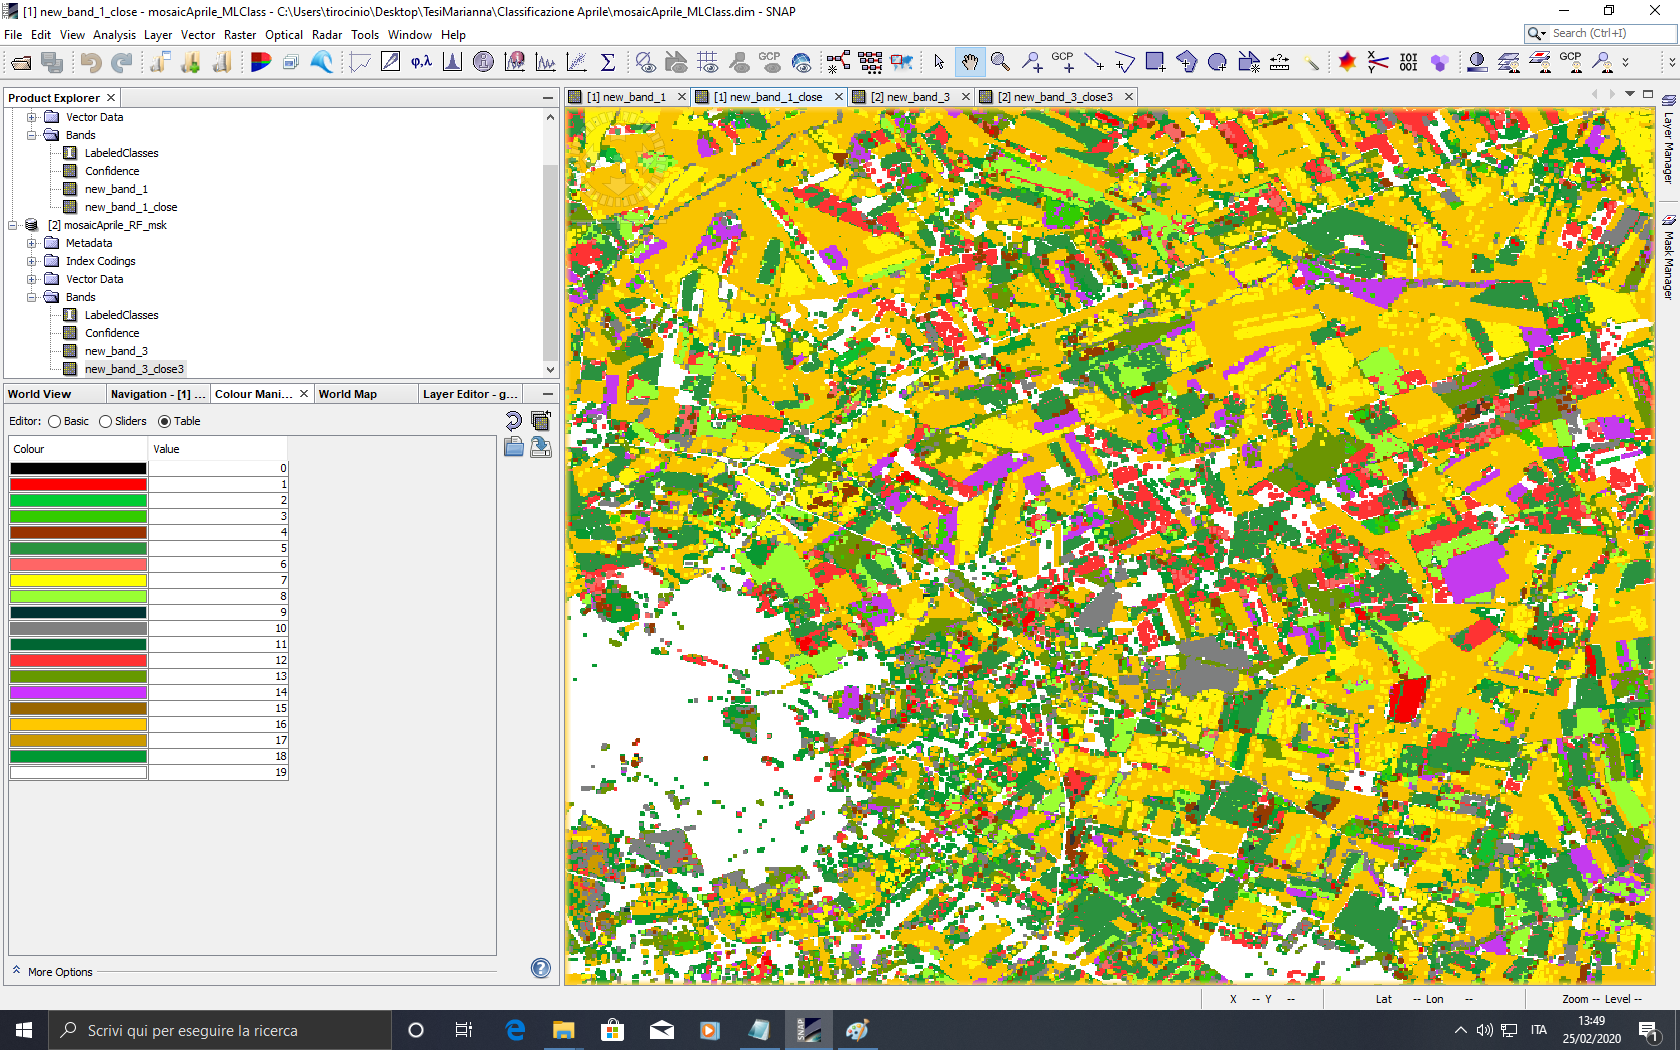 [1] new_band_1_close - mosaicAprile_MLClass - C:\Users\tirocinio\Desktop\TesiMarianna\Classificazione Aprile\mosaicAprile_MLClass.dim - SNAP
File Edit View Analysis Layer Vector Raster Optical Radar Tools Window Help
Search (Ctrl+I)
φ,λ Σ GCP GCP GCP
Product Explorer
[1] new_band_1 [1] new_band_1_close [2] new_band_3 [2] new_band_3_close3
Vector Data
Bands
LabeledClasses
Confidence
new_band_1
new_band_1_close
[2] mosaicAprile_RF_msk
Metadata
Index Codings
Vector Data
Bands
LabeledClasses
Confidence
new_band_3
new_band_3_close3
Layer Manager
Mask Manager
World View Navigation - [1] ... Colour Mani... World Map Layer Editor - g...
Editor: Basic Sliders Table
Colour Value
0
1
2
3
4
5
6
7
8
9
10
11
12
13
14
15
16
17
18
19
More Options
X -- Y -- Lat -- Lon -- Zoom -- Level --
Scrivi qui per eseguire la ricerca
SNAP
ITA
13:49
25/02/2020
1